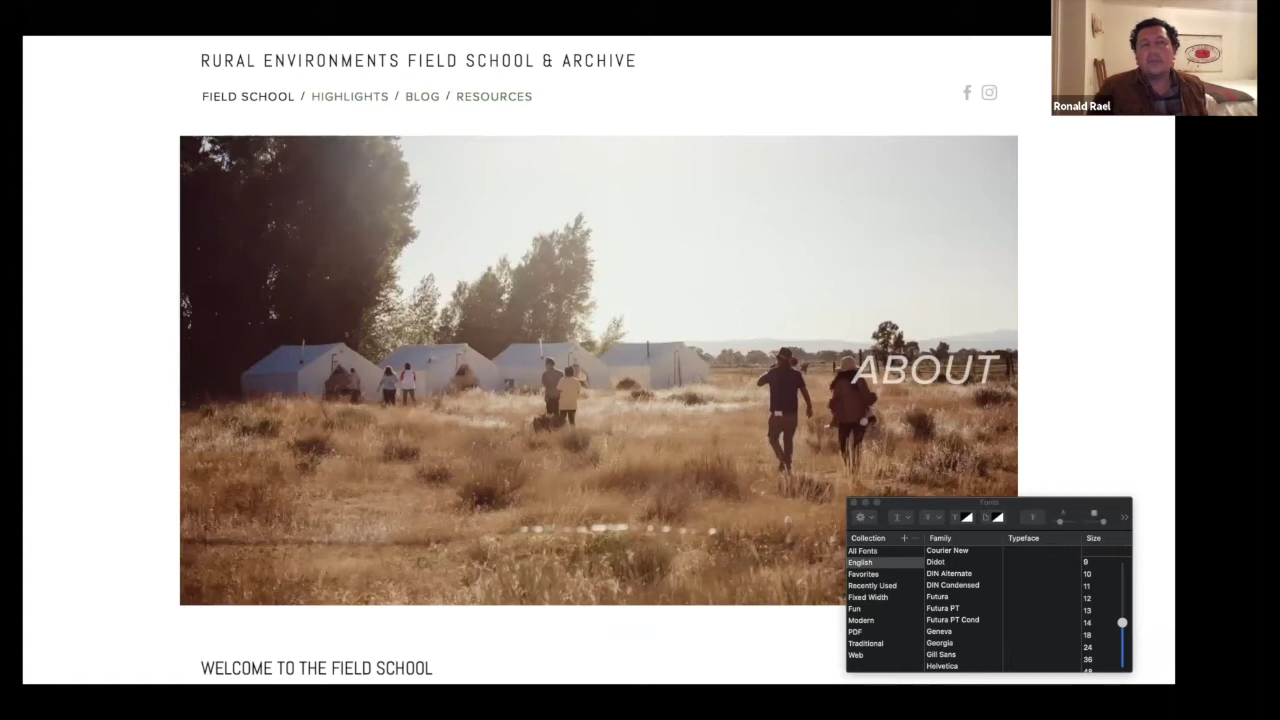 RURAL ENVIRONMENTS FIELD SCHOOL & ARCHIVE
FIELD SCHOOL / HIGHLIGHTS / BLOG / RESOURCES
Ronald Rael
ABOUT
WELCOME TO THE FIELD SCHOOL
Fonts
Collection Family Typeface Size
All Fonts Courier New
English Didot 9
Favorites DIN Alternate 10
Recently Used DIN Condensed 11
Fixed Width Futura 12
Fun Futura PT 13
Modern Futura PT Cond 14
PDF Geneva 18
Traditional Georgia 24
Web Gill Sans 36
Helvetica 48